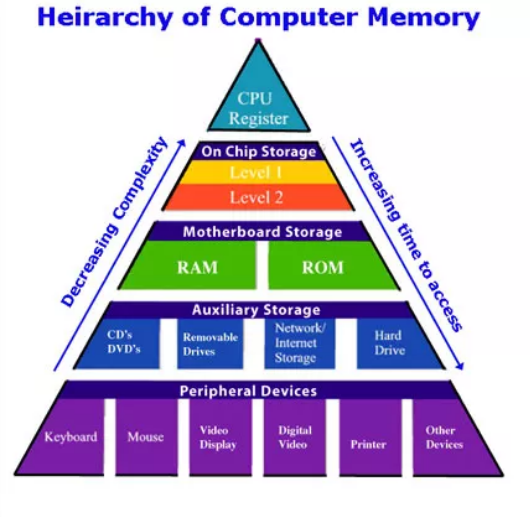 Heirarchy of Computer Memory
CPU
Register
On Chip Storage
Level 1
Level 2
Motherboard Storage
RAM
ROM
Auxiliary Storage
CD's
DVD's
Removable
Drives
Network/
Internet
Storage
Hard
Drive
Peripheral Devices
Keyboard
Mouse
Video
Display
Digital
Video
Printer
Other
Devices
Decreasing Complexity
Increasing time to access